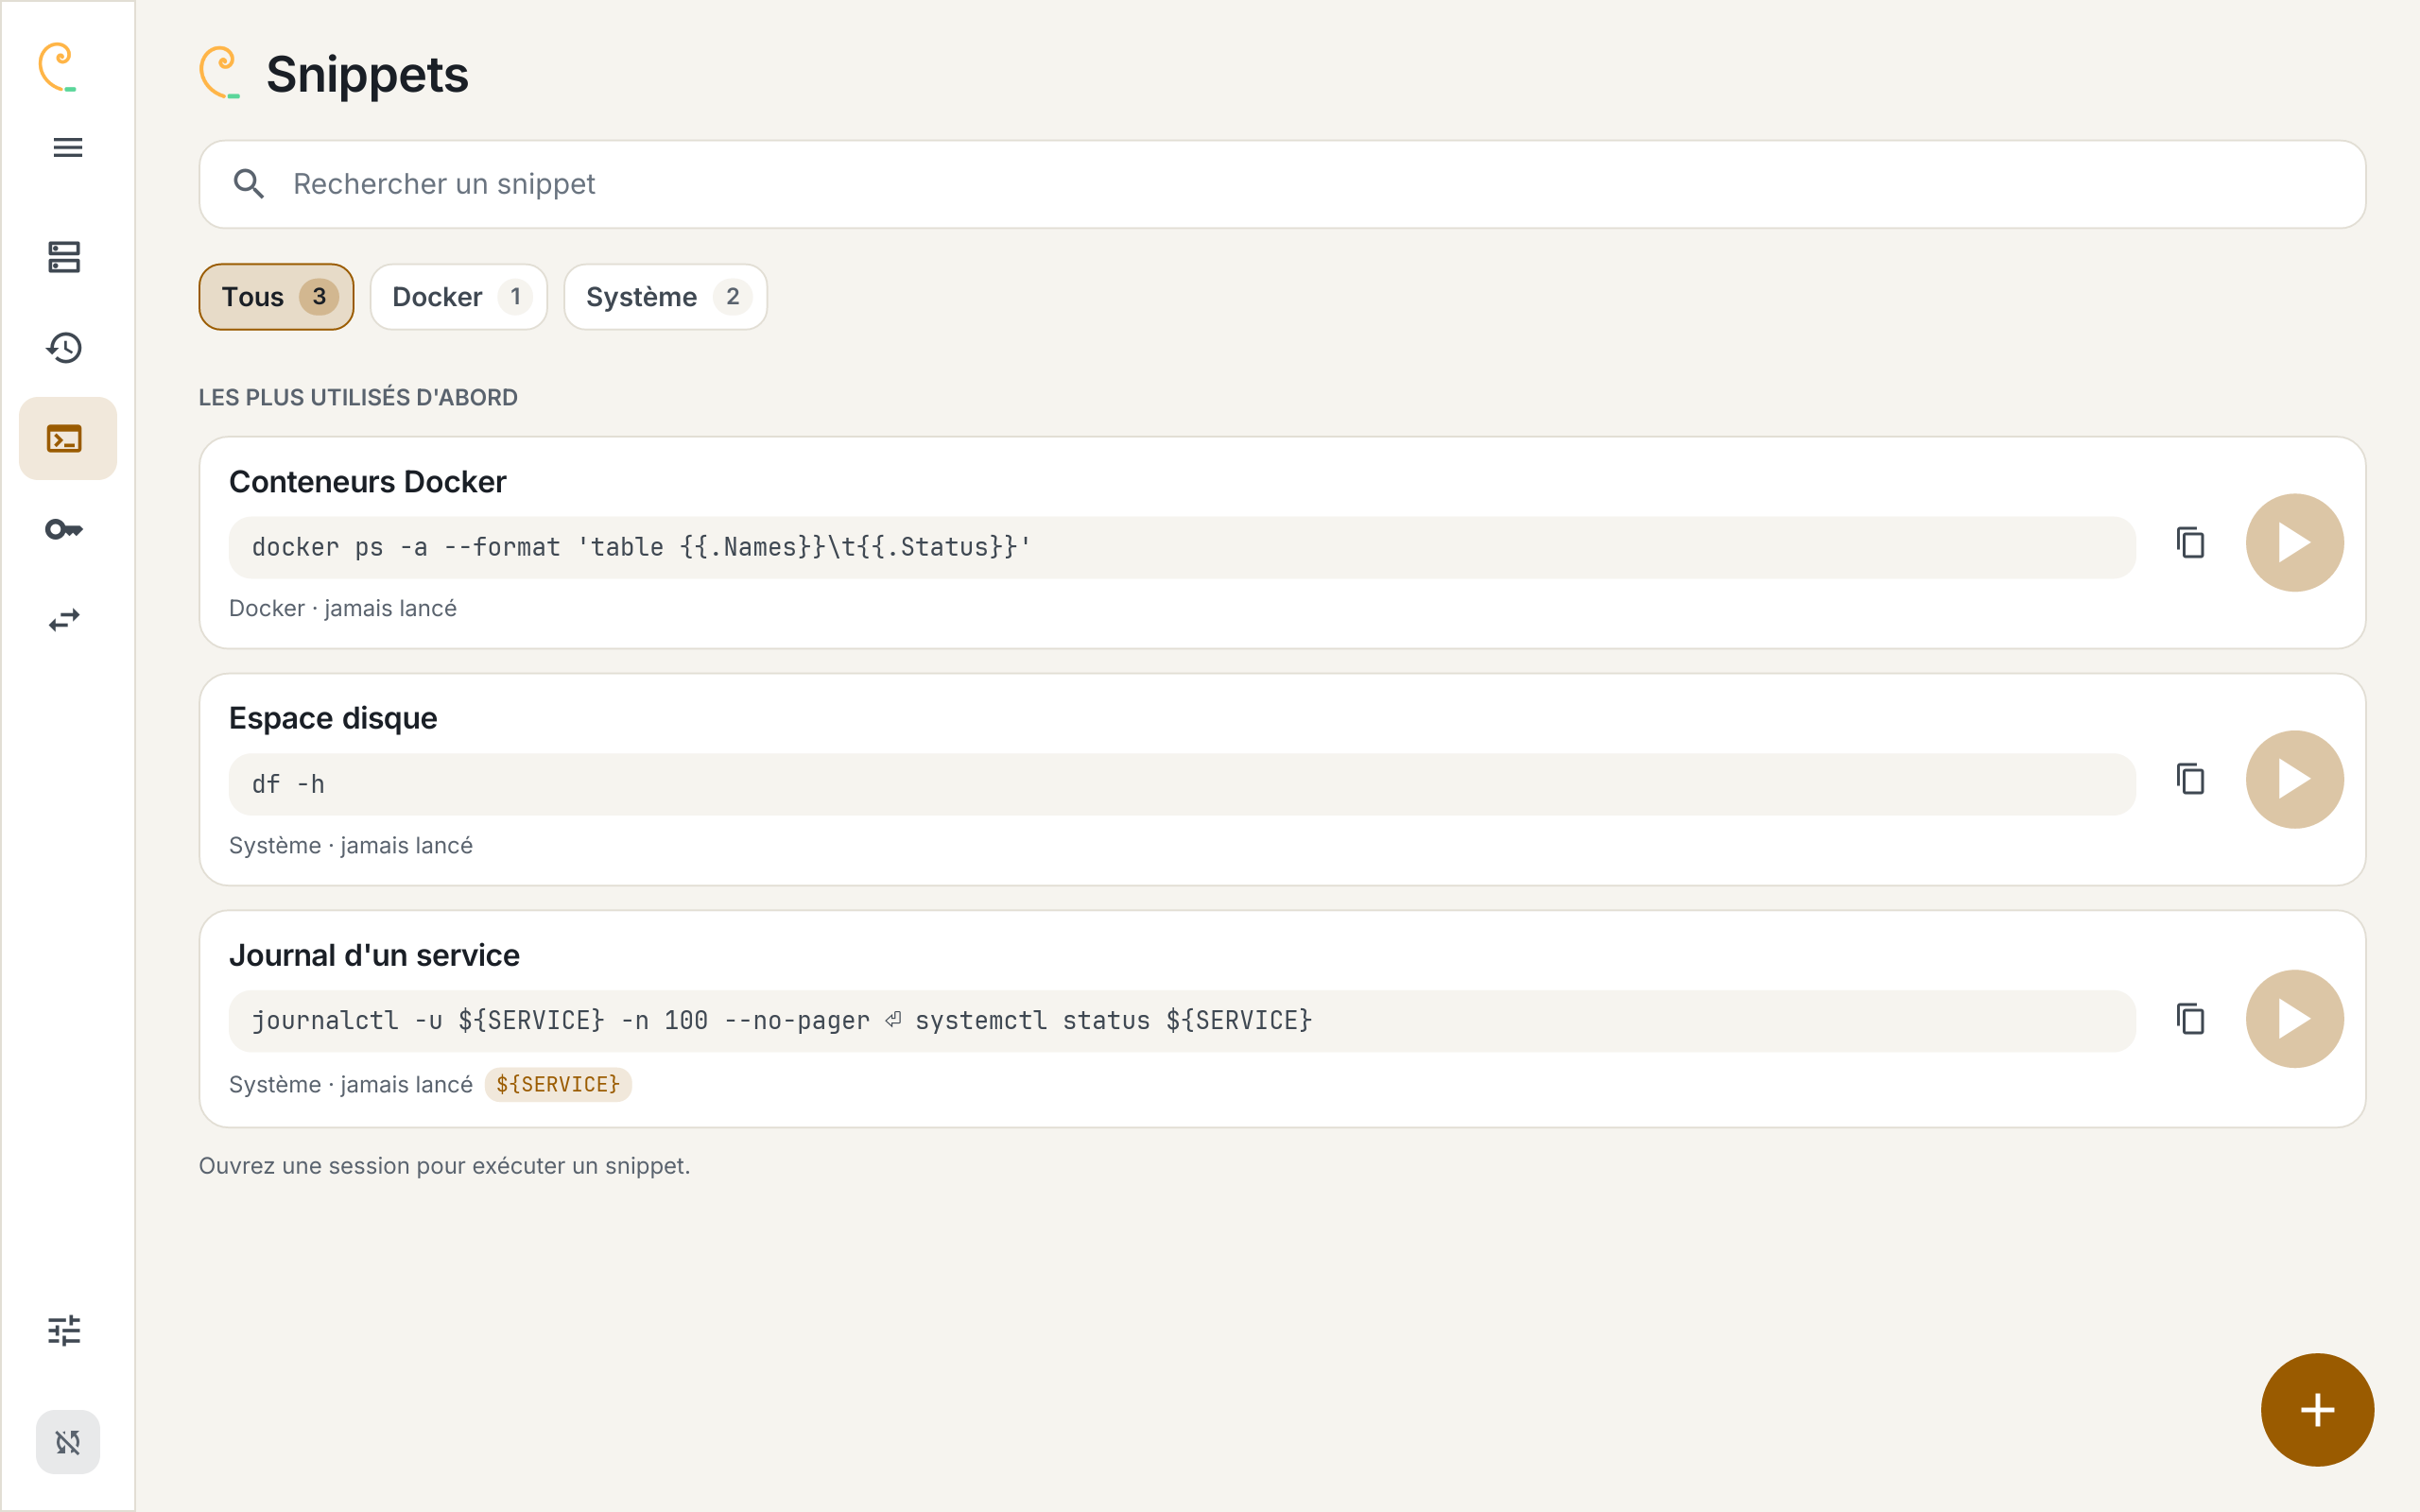 Snippets
Rechercher un snippet
Tous 3 Docker 1 Système 2
LES PLUS UTILISÉS D'ABORD
Conteneurs Docker
docker ps -a --format 'table {{.Names}}\t{{.Status}}'
Docker · jamais lancé
Espace disque
df -h
Système · jamais lancé
Journal d'un service
journalctl -u ${SERVICE} -n 100 --no-pager ⏎ systemctl status ${SERVICE}
Système · jamais lancé ${SERVICE}
Ouvrez une session pour exécuter un snippet.